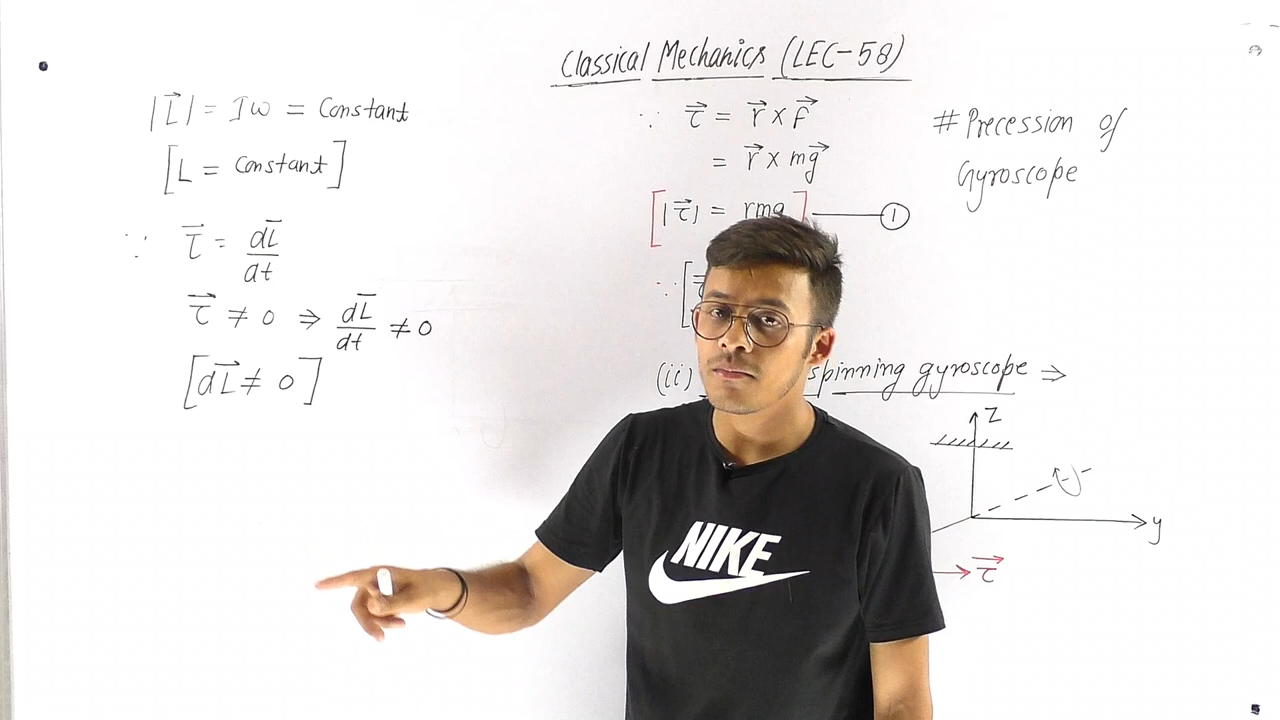 Classical Mechanics (LEC-58)
|L⃗| = Iω = Constant
[L = Constant]
∵ τ⃗ = dL̅/dt
τ⃗ ≠ 0 ⇒ dL̅/dt ≠ 0
[dL⃗ ≠ 0]
∵ τ⃗ = r⃗ × F⃗
= r⃗ × mg⃗
[|τ⃗| = rmg] —— ①
∵ [
(ii) spinning gyroscope ⇒
# Precession of
Gyroscope
Z
y
τ⃗
NIKE